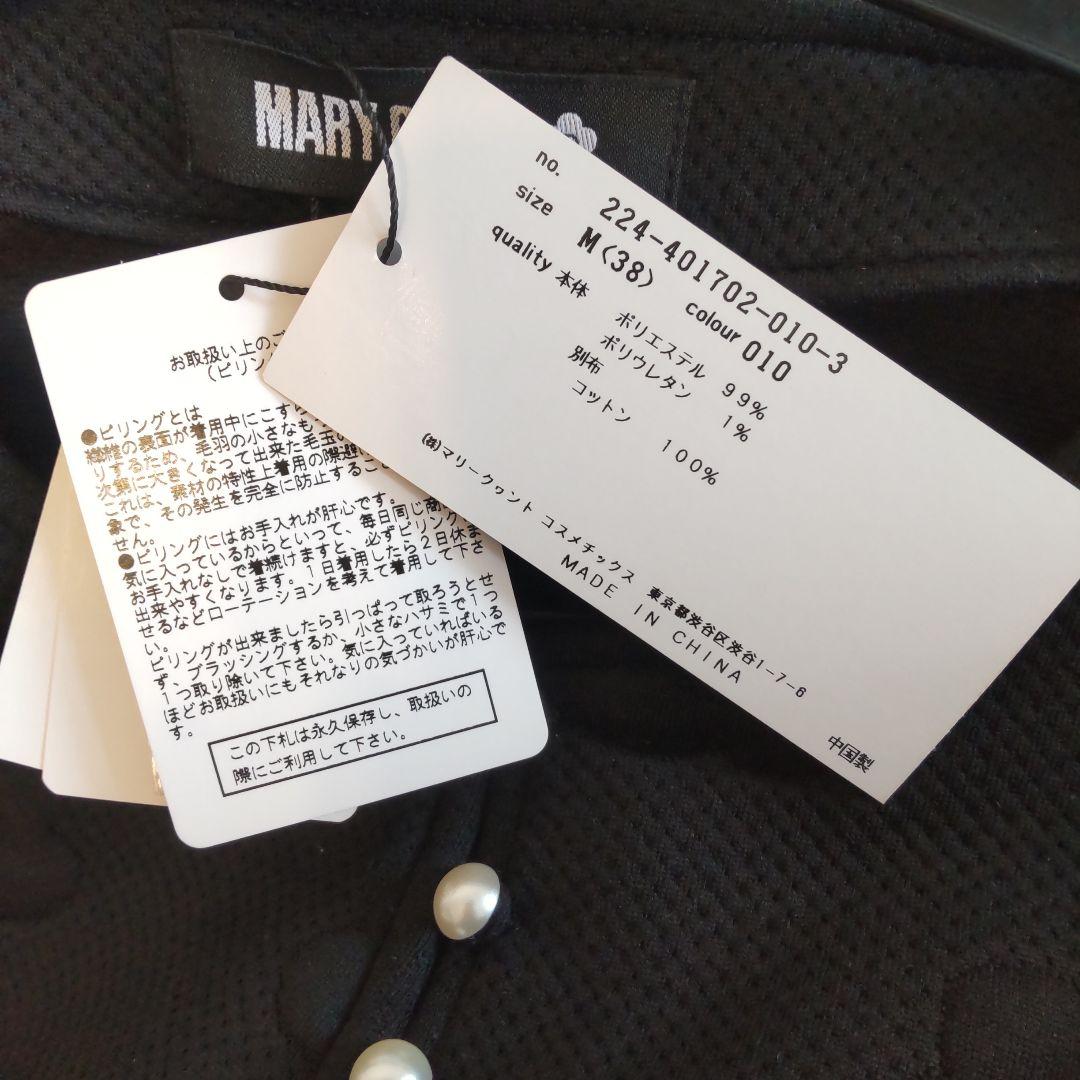 MARY
no. 224-401702-010-3
size M(38) colour 010
quality 本体
ポリエステル 99%
ポリウレタン 1%
別布
コットン 100%
(株)マリークヮント コスメチックス 東京都渋谷区渋谷1-7-6
MADE IN CHINA
中国製
お取扱い上のご
(ピリン
●ピリングとは
繊維の表面が着用中にこすら
りするため、毛羽の小さなも
次第に大きくなって出来た毛玉い
これは、素材の特性上着用の際避け
象で、その発生を完全に防止するこ
せん。
●ピリングにはお手入れが肝心です。
気に入っているからといって、毎日同じ商
お手入れなしで着続けますと、必ずピリング
出来やすくなります。1日着用したら2日休ま
せるなどローテーションを考えて着用して下さ
い。
ピリングが出来ましたら引っぱって取ろうとせ
ず、ブラッシングするか、小さなハサミで1つ
1つ取り除いて下さい。気に入っていればいる
ほどお取扱いにもそれなりの気づかいが肝心で
す。
この下札は永久保存し、取扱いの
際にご利用して下さい。